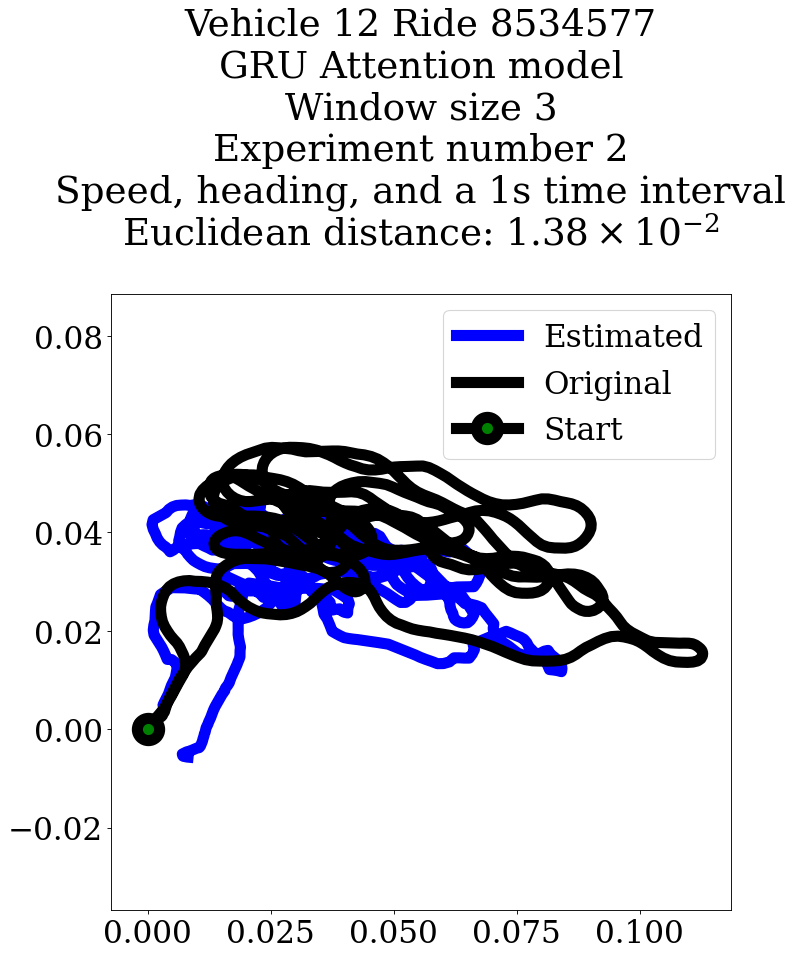 Vehicle 12 Ride 8534577
GRU Attention model
Window size 3
Experiment number 2
Speed, heading, and a 1s time interval
Euclidean distance: 1.38 × 10⁻²
Estimated
Original
Start
0.08
0.06
0.04
0.02
0.00
−0.02
0.000 0.025 0.050 0.075 0.100